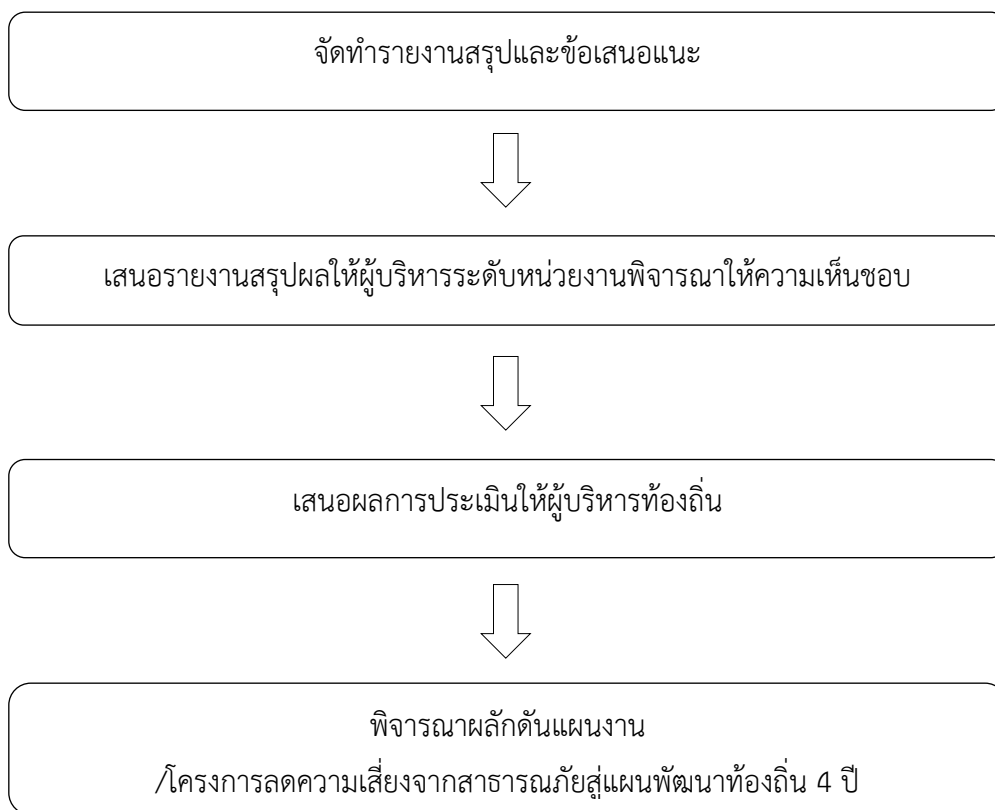 จัดทำรายงานสรุปและข้อเสนอแนะ
เสนอรายงานสรุปผลให้ผู้บริหารระดับหน่วยงานพิจารณาให้ความเห็นชอบ
เสนอผลการประเมินให้ผู้บริหารท้องถิ่น
พิจารณาผลักดันแผนงาน
/โครงการลดความเสี่ยงจากสาธารณภัยสู่แผนพัฒนาท้องถิ่น 4 ปี